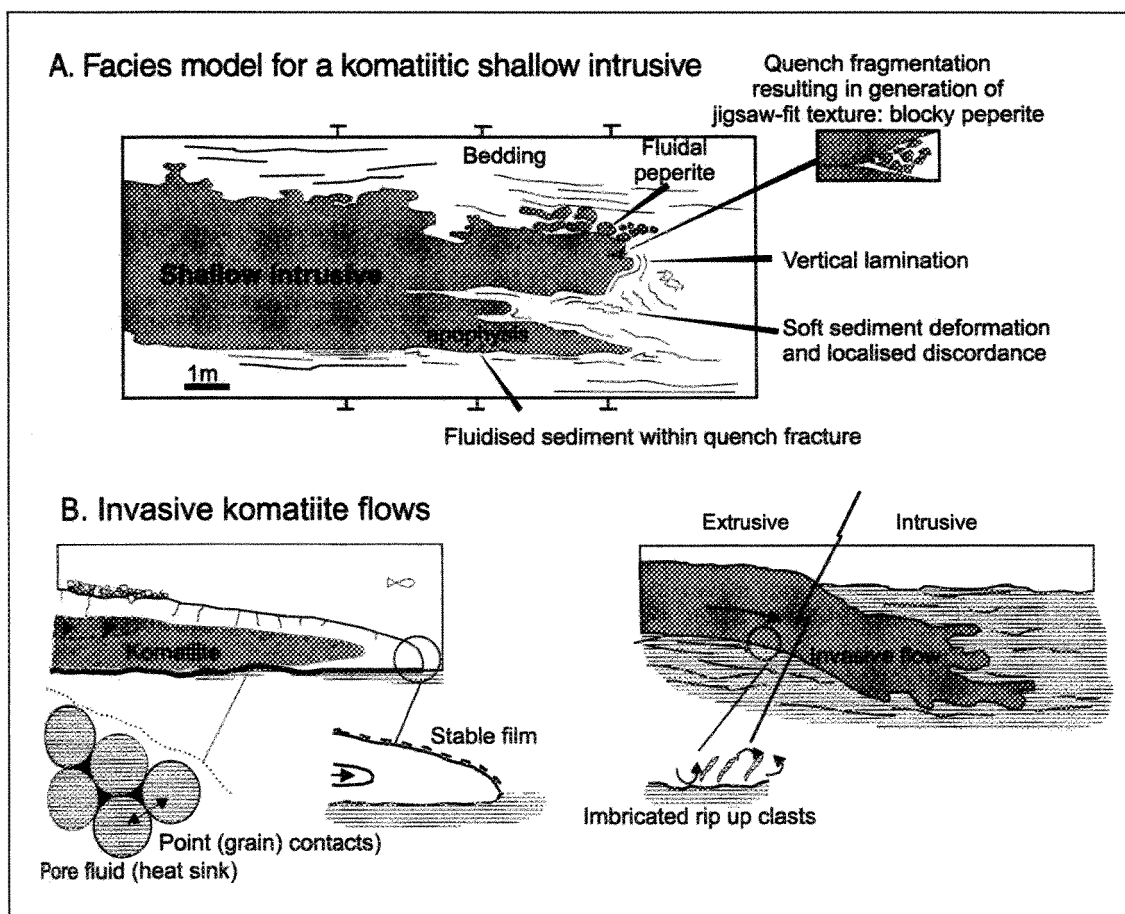 A. Facies model for a komatiitic shallow intrusive
Quench fragmentation
resulting in generation of
jigsaw-fit texture: blocky peperite
Bedding
Fluidal
peperite
Shallow intrusive
Vertical lamination
apophysis
Soft sediment deformation
and localised discordance
1m
Fluidised sediment within quench fracture
B. Invasive komatiite flows
Extrusive
Intrusive
Komatiite
Invasive flow
Stable film
Imbricated rip up clasts
Point (grain) contacts)
Pore fluid (heat sink)